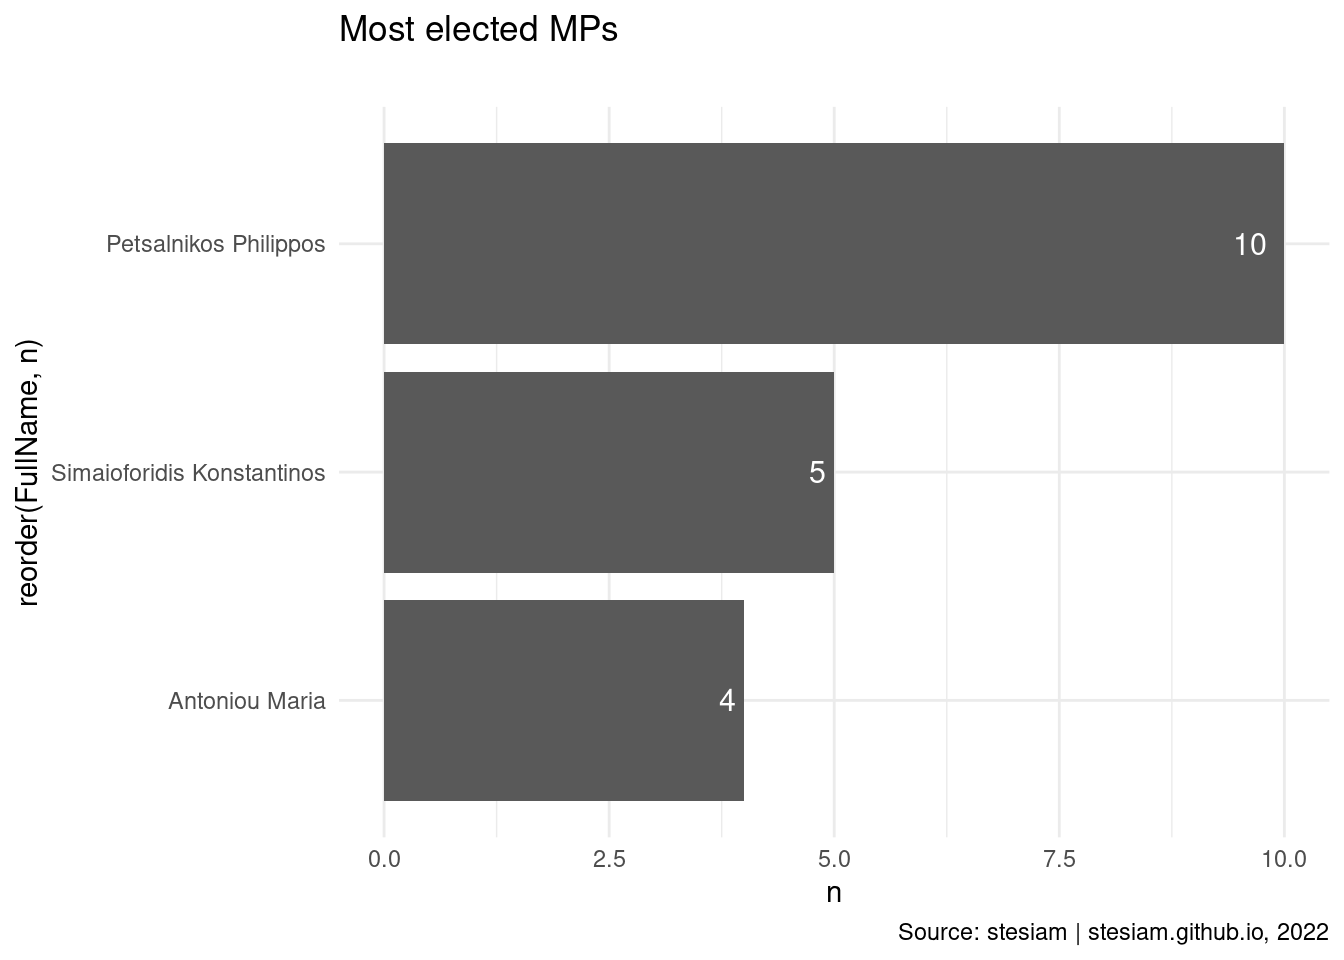 Most elected MPs
reorder(FullName, n)
Petsalnikos Philippos
10
Simaioforidis Konstantinos
5
Antoniou Maria
4
0.0 2.5 5.0 7.5 10.0
n
Source: stesiam | stesiam.github.io, 2022